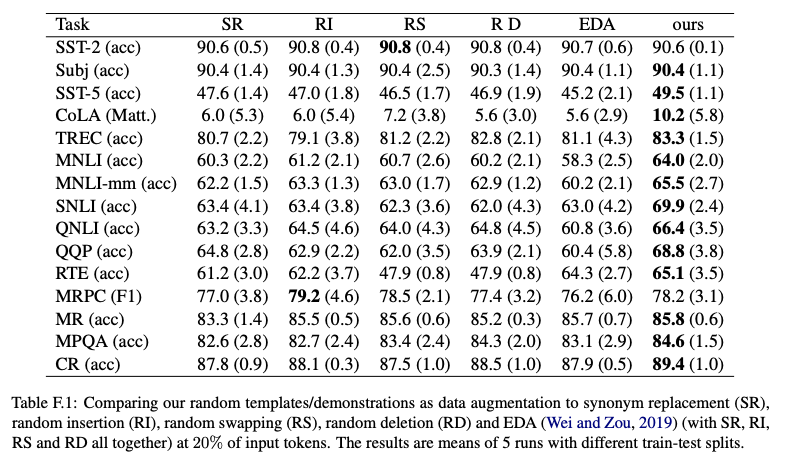 Task SR RI RS R D EDA ours
SST-2 (acc) 90.6 (0.5) 90.8 (0.4) 90.8 (0.4) 90.8 (0.4) 90.7 (0.6) 90.6 (0.1)
Subj (acc) 90.4 (1.4) 90.4 (1.3) 90.4 (2.5) 90.3 (1.4) 90.4 (1.1) 90.4 (1.1)
SST-5 (acc) 47.6 (1.4) 47.0 (1.8) 46.5 (1.7) 46.9 (1.9) 45.2 (2.1) 49.5 (1.1)
CoLA (Matt.) 6.0 (5.3) 6.0 (5.4) 7.2 (3.8) 5.6 (3.0) 5.6 (2.9) 10.2 (5.8)
TREC (acc) 80.7 (2.2) 79.1 (3.8) 81.2 (2.2) 82.8 (2.1) 81.1 (4.3) 83.3 (1.5)
MNLI (acc) 60.3 (2.2) 61.2 (2.1) 60.7 (2.6) 60.2 (2.1) 58.3 (2.5) 64.0 (2.0)
MNLI-mm (acc) 62.2 (1.5) 63.3 (1.3) 63.0 (1.7) 62.9 (1.2) 60.2 (2.1) 65.5 (2.7)
SNLI (acc) 63.4 (4.1) 63.4 (3.8) 62.3 (3.6) 62.0 (4.3) 63.0 (4.2) 69.9 (2.4)
QNLI (acc) 63.2 (3.3) 64.5 (4.6) 64.0 (4.3) 64.8 (4.5) 60.8 (3.6) 66.4 (3.5)
QQP (acc) 64.8 (2.8) 62.9 (2.2) 62.0 (3.5) 63.9 (2.1) 60.4 (5.8) 68.8 (3.8)
RTE (acc) 61.2 (3.0) 62.2 (3.7) 47.9 (0.8) 47.9 (0.8) 64.3 (2.7) 65.1 (3.5)
MRPC (F1) 77.0 (3.8) 79.2 (4.6) 78.5 (2.1) 77.4 (3.2) 76.2 (6.0) 78.2 (3.1)
MR (acc) 83.3 (1.4) 85.5 (0.5) 85.6 (0.6) 85.2 (0.3) 85.7 (0.7) 85.8 (0.6)
MPQA (acc) 82.6 (2.8) 82.7 (2.4) 83.4 (2.4) 84.3 (2.0) 83.1 (2.9) 84.6 (1.5)
CR (acc) 87.8 (0.9) 88.1 (0.3) 87.5 (1.0) 88.5 (1.0) 87.9 (0.5) 89.4 (1.0)
Table F.1: Comparing our random templates/demonstrations as data augmentation to synonym replacement (SR),
random insertion (RI), random swapping (RS), random deletion (RD) and EDA (Wei and Zou, 2019) (with SR, RI,
RS and RD all together) at 20% of input tokens. The results are means of 5 runs with different train-test splits.